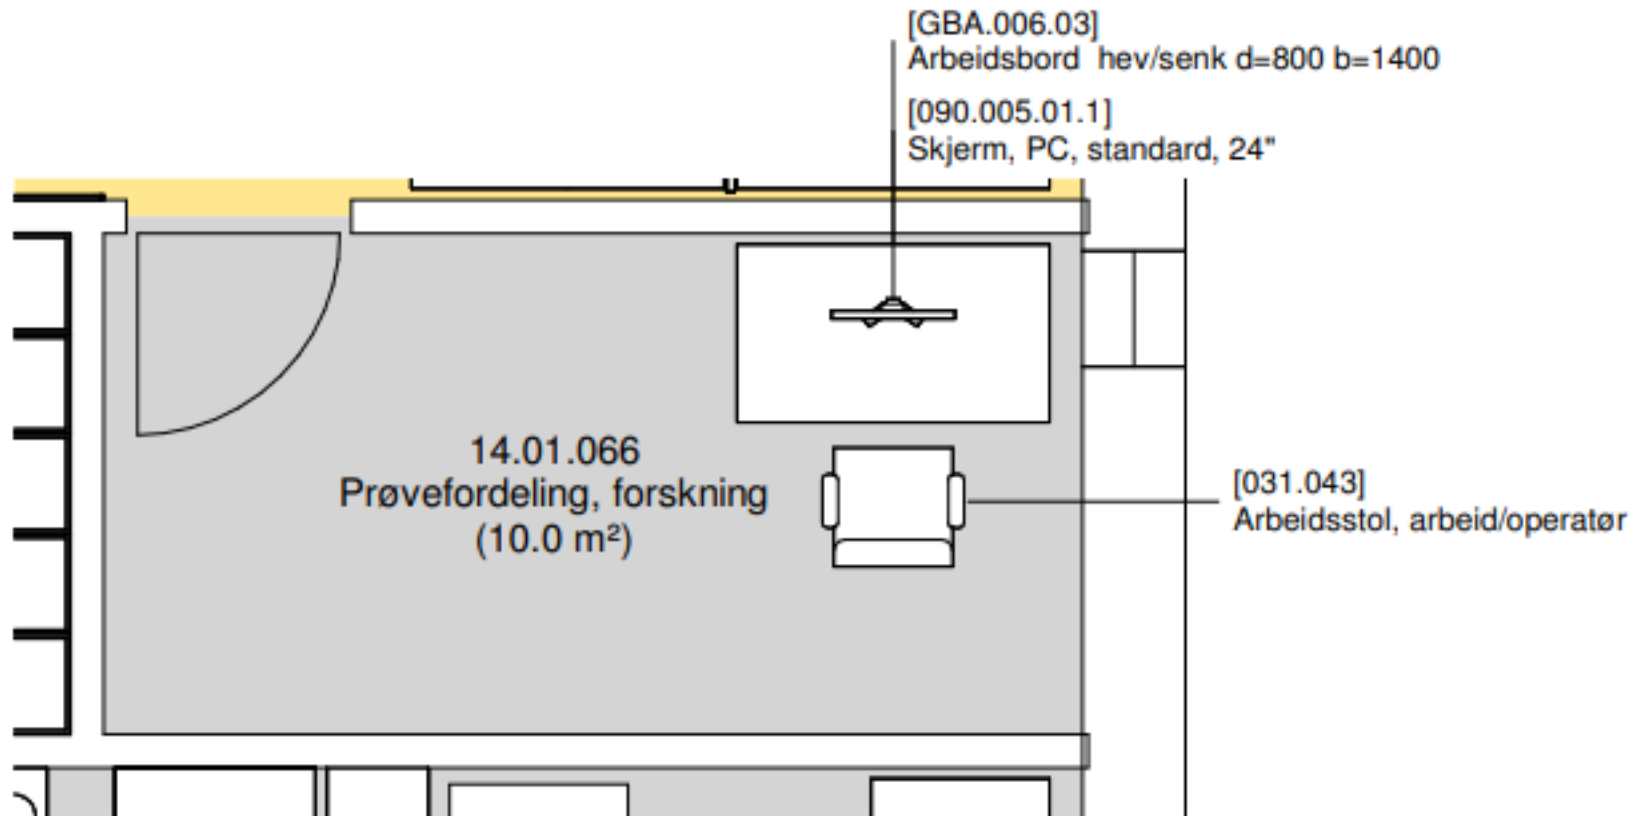 [GBA.006.03]
Arbeidsbord  hev/senk d=800 b=1400
[090.005.01.1]
Skjerm, PC, standard, 24"
14.01.066
Prøvefordeling, forskning
(10.0 m²)
[031.043]
Arbeidsstol, arbeid/operatør